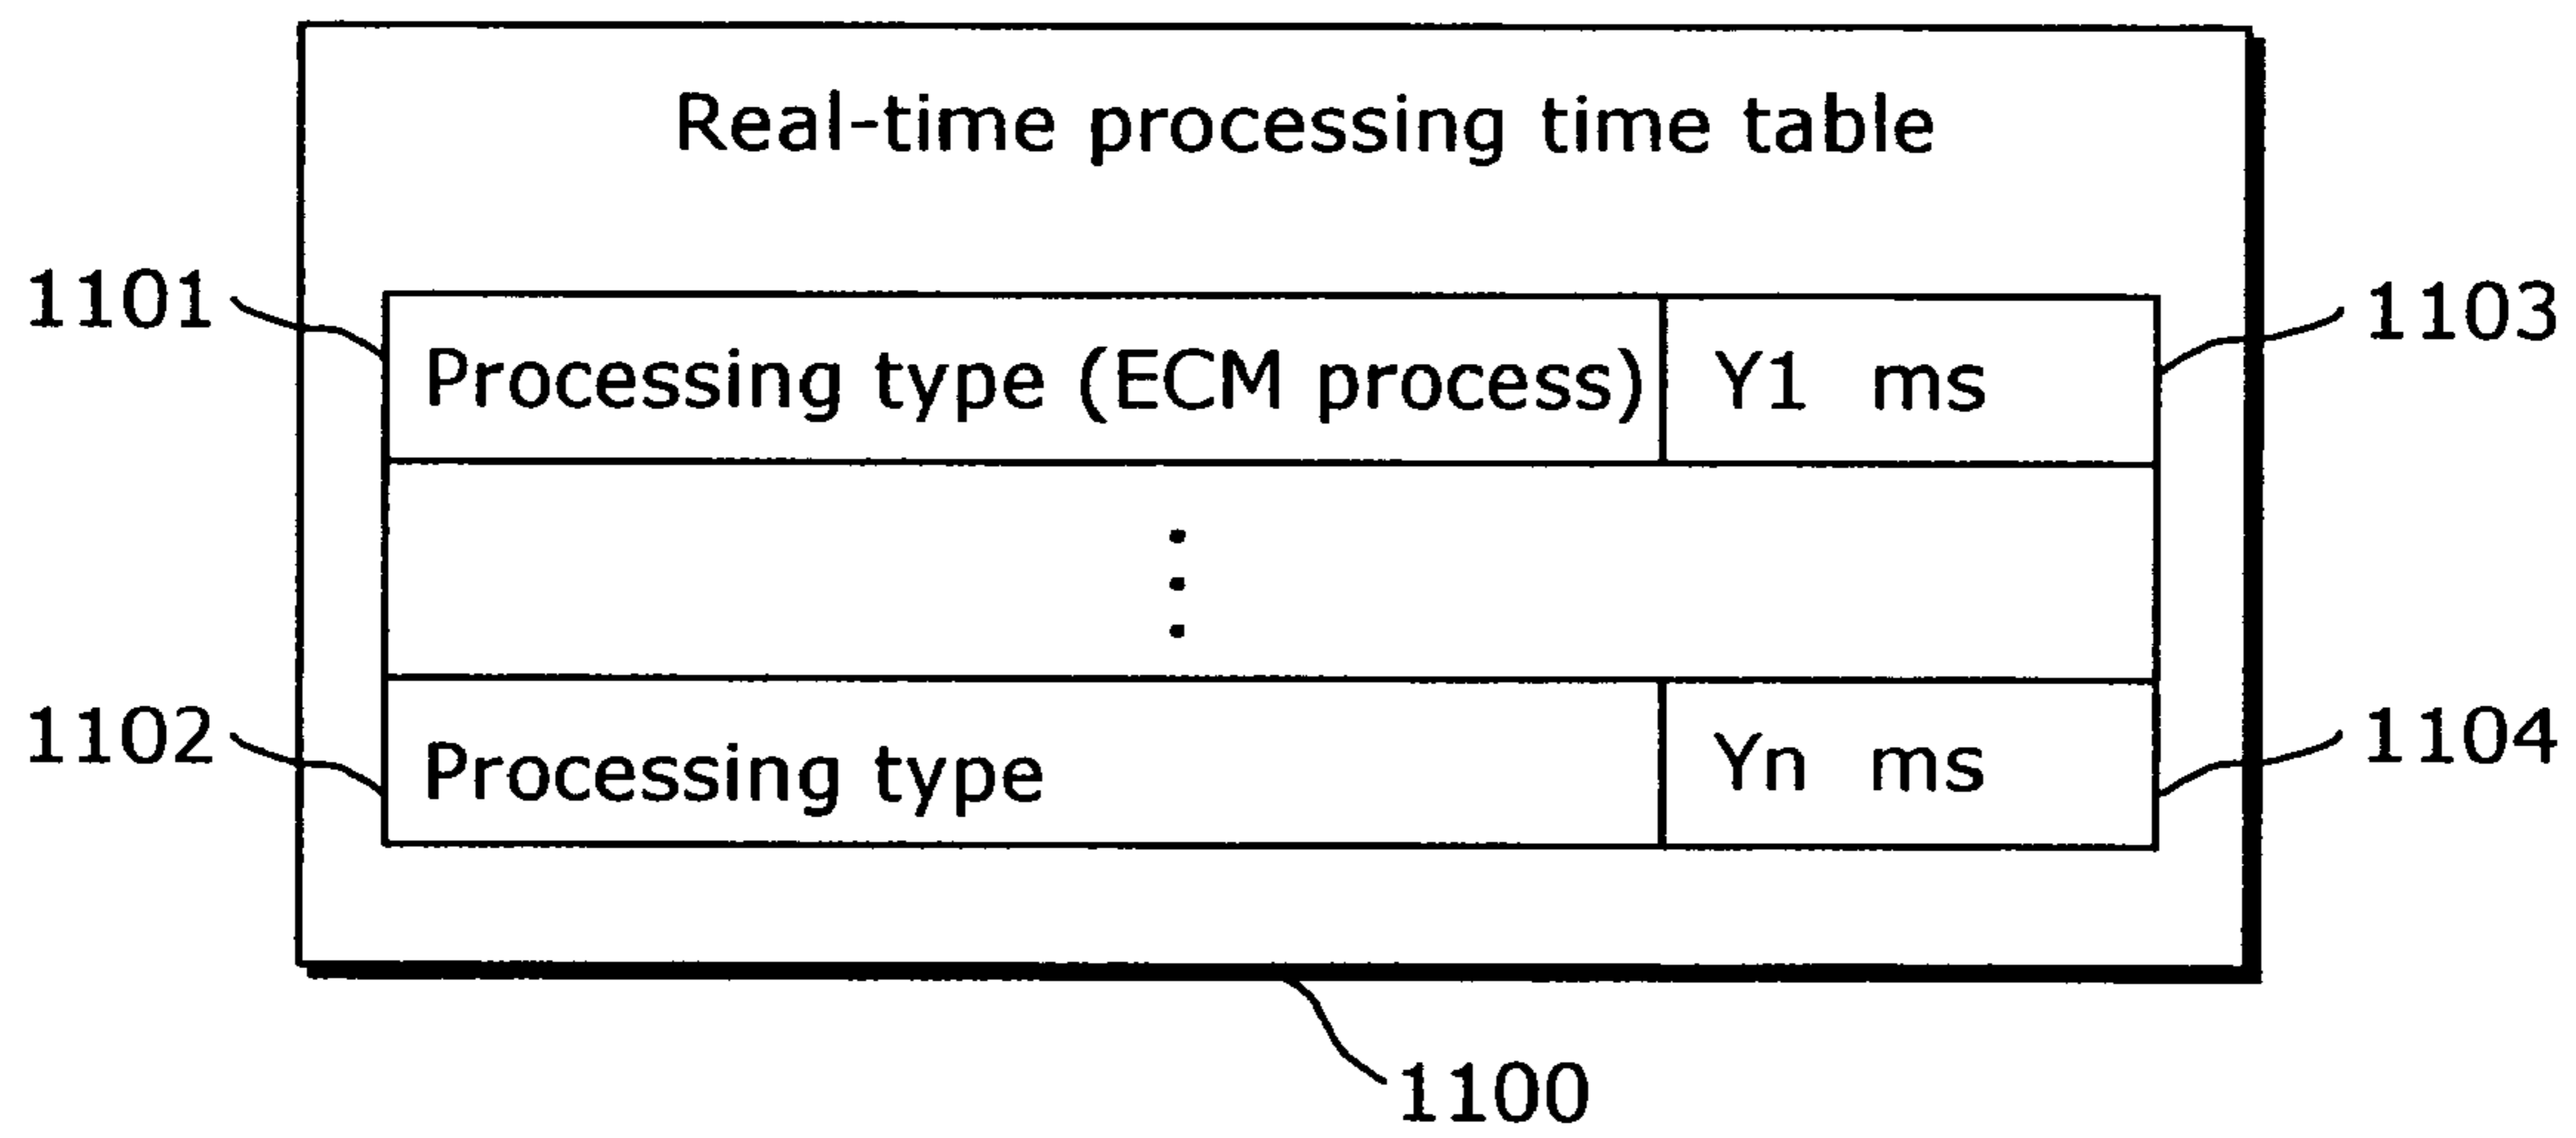 Real-time processing time table
1101
1103
Processing type (ECM process) Y1 ms
1102
1104
Processing type Yn ms
1100